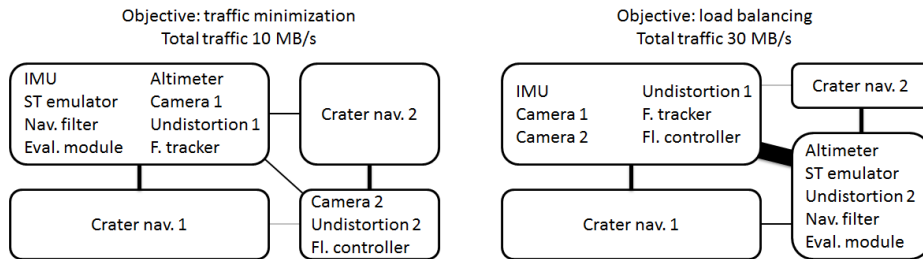 Objective: traffic minimization
Total traffic 10 MB/s
IMU
ST emulator
Nav. filter
Eval. module
Altimeter
Camera 1
Undistortion 1
F. tracker
Crater nav. 2
Crater nav. 1
Camera 2
Undistortion 2
Fl. controller
Objective: load balancing
Total traffic 30 MB/s
IMU
Camera 1
Camera 2
Undistortion 1
F. tracker
Fl. controller
Crater nav. 2
Crater nav. 1
Altimeter
ST emulator
Undistortion 2
Nav. filter
Eval. module